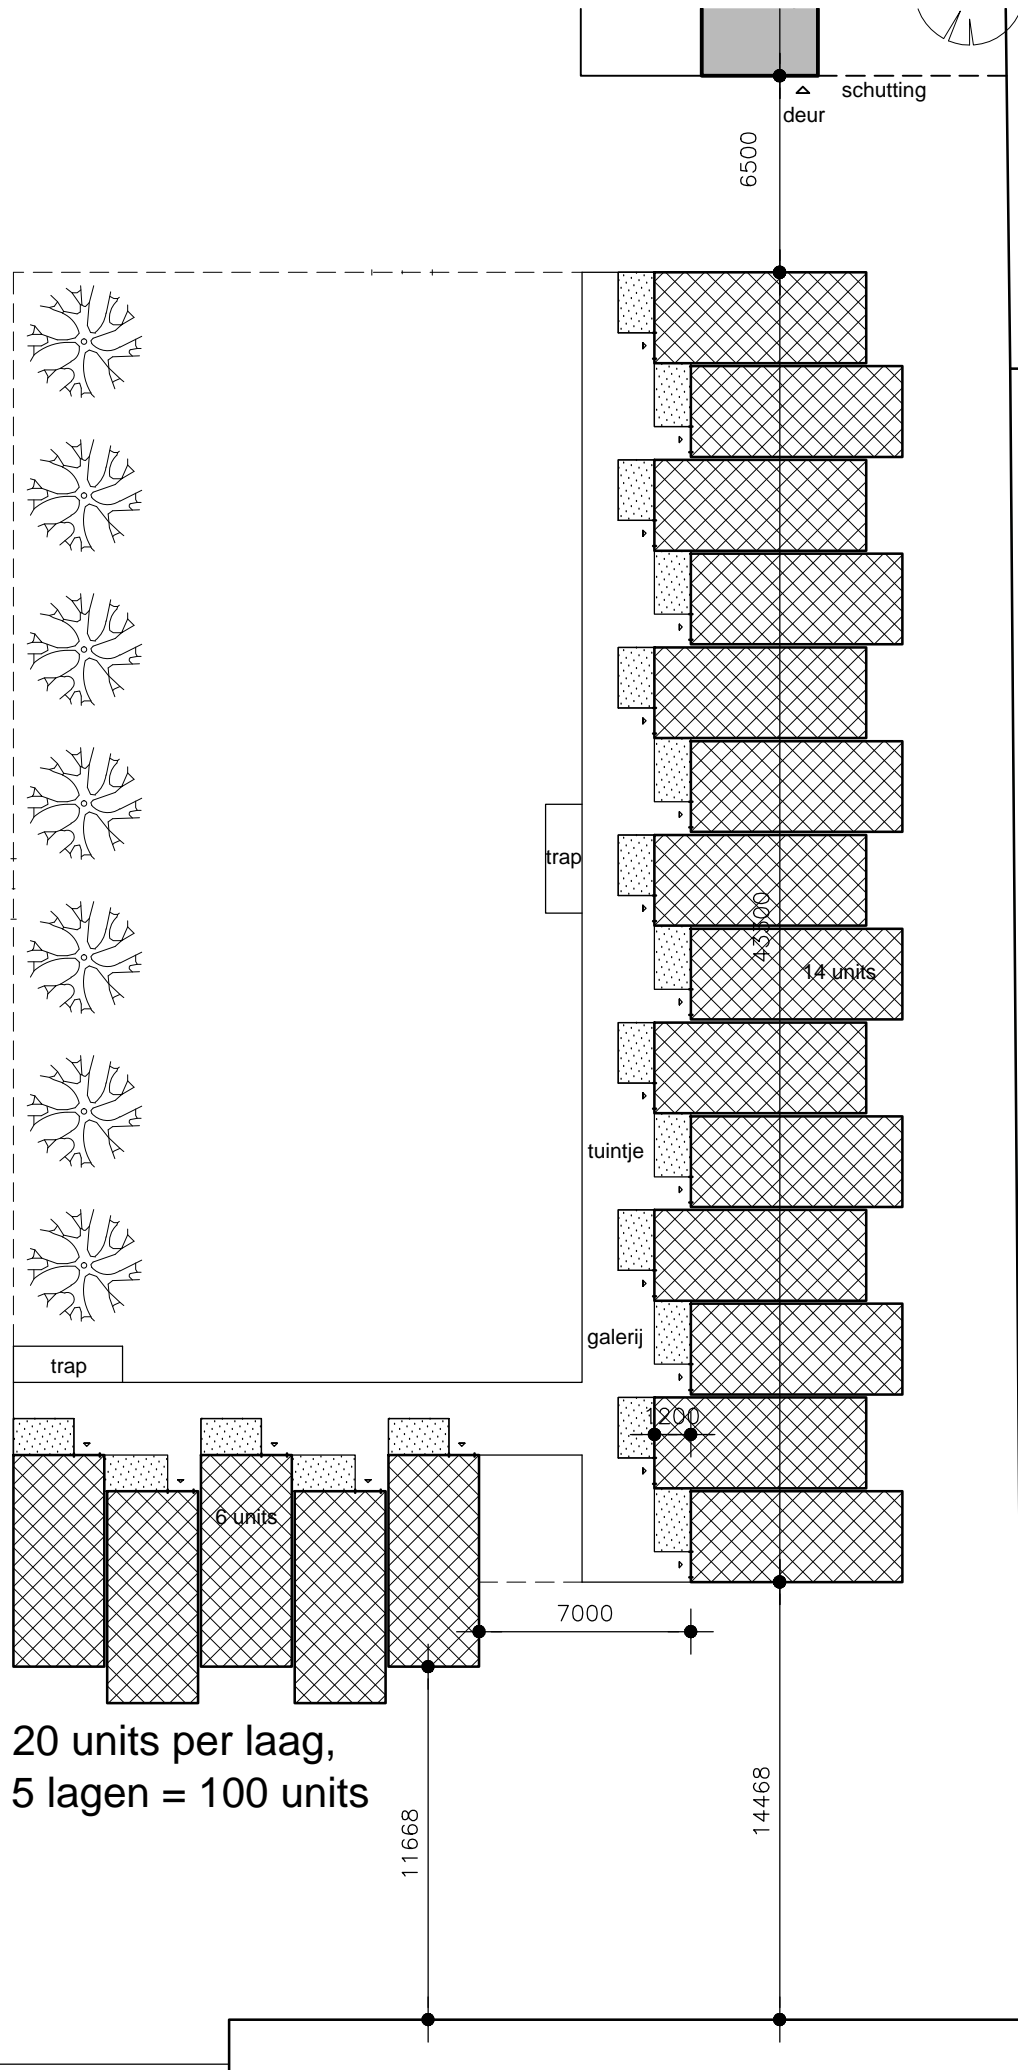 schutting
deur
6500
trap
43300
14 units
tuintje
galerij
trap
1200
6 units
7000
20 units per laag,
5 lagen = 100 units
11668
14468